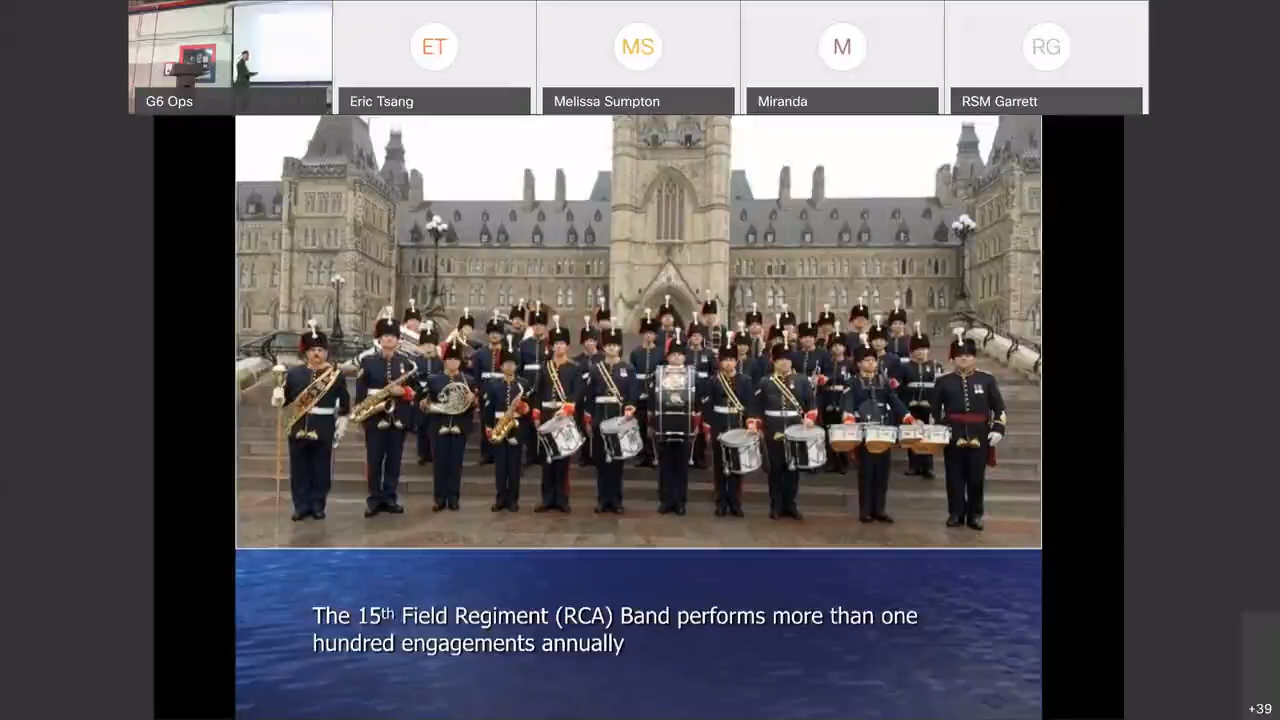 ET
MS
M
RG
G6 Ops
Eric Tsang
Melissa Sumpton
Miranda
RSM Garrett
The 15th Field Regiment (RCA) Band performs more than one
hundred engagements annually
+39